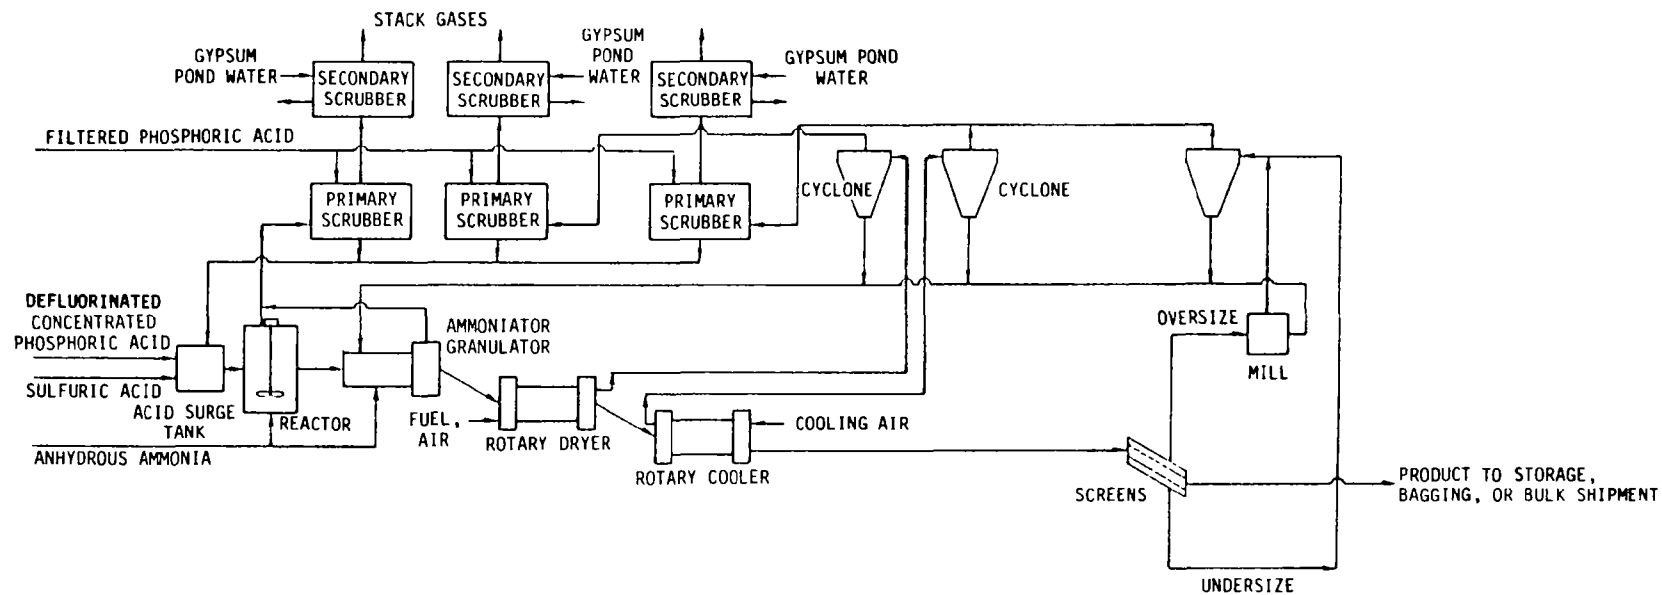 STACK GASES
GYPSUM
POND WATER
GYPSUM
POND
WATER
GYPSUM POND
WATER
SECONDARY
SCRUBBER
SECONDARY
SCRUBBER
SECONDARY
SCRUBBER
FILTERED PHOSPHORIC ACID
PRIMARY
SCRUBBER
PRIMARY
SCRUBBER
PRIMARY
SCRUBBER
CYCLONE
CYCLONE
DEFLUORINATED
CONCENTRATED
PHOSPHORIC ACID
SULFURIC ACID
ACID SURGE
TANK
REACTOR
ANHYDROUS AMMONIA
AMMONIATOR
GRANULATOR
FUEL,
AIR
ROTARY DRYER
COOLING AIR
ROTARY COOLER
OVERSIZE
MILL
SCREENS
PRODUCT TO STORAGE,
BAGGING, OR BULK SHIPMENT
UNDERSIZE